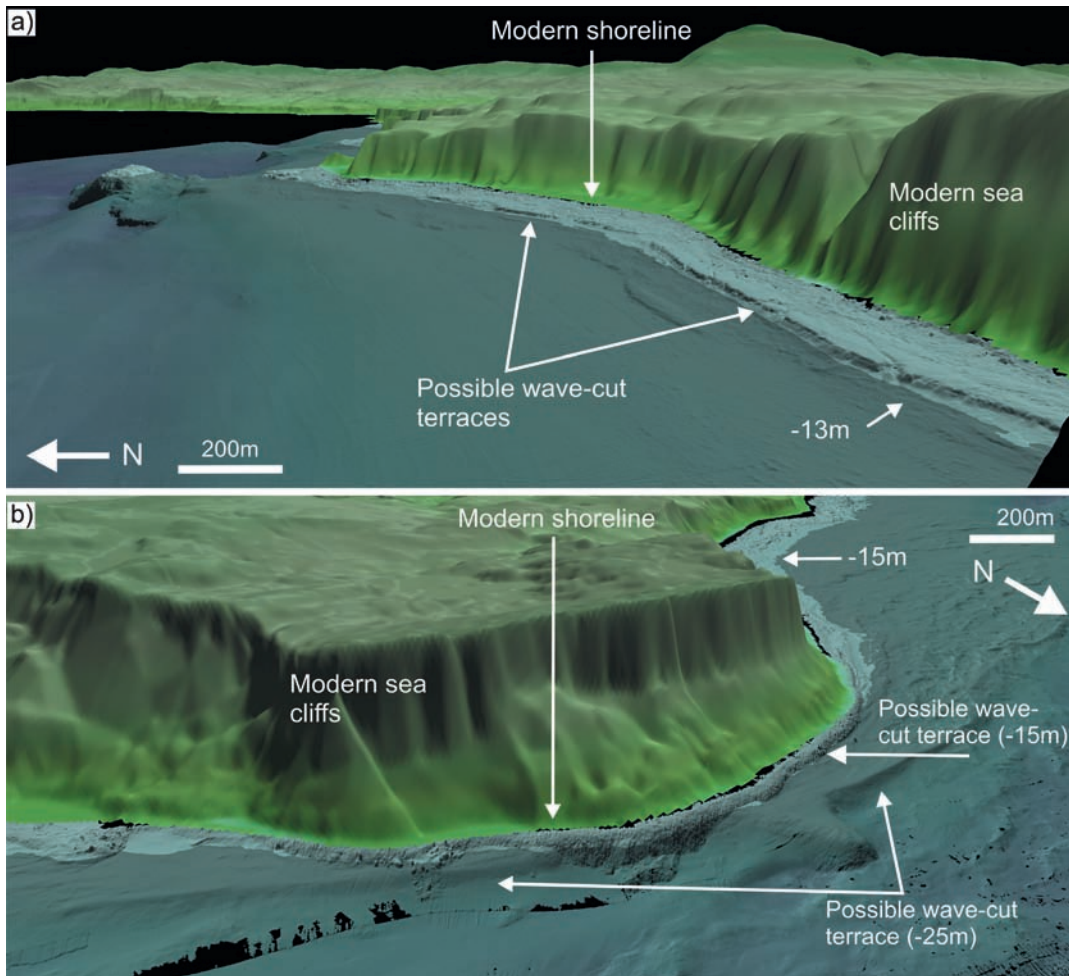 a)
Modern shoreline
Modern sea
cliffs
Possible wave-cut
terraces
-13m
N
200m
b)
Modern shoreline
200m
-15m
N
Modern sea
cliffs
Possible wave-
cut terrace (-15m)
Possible wave-cut
terrace (-25m)